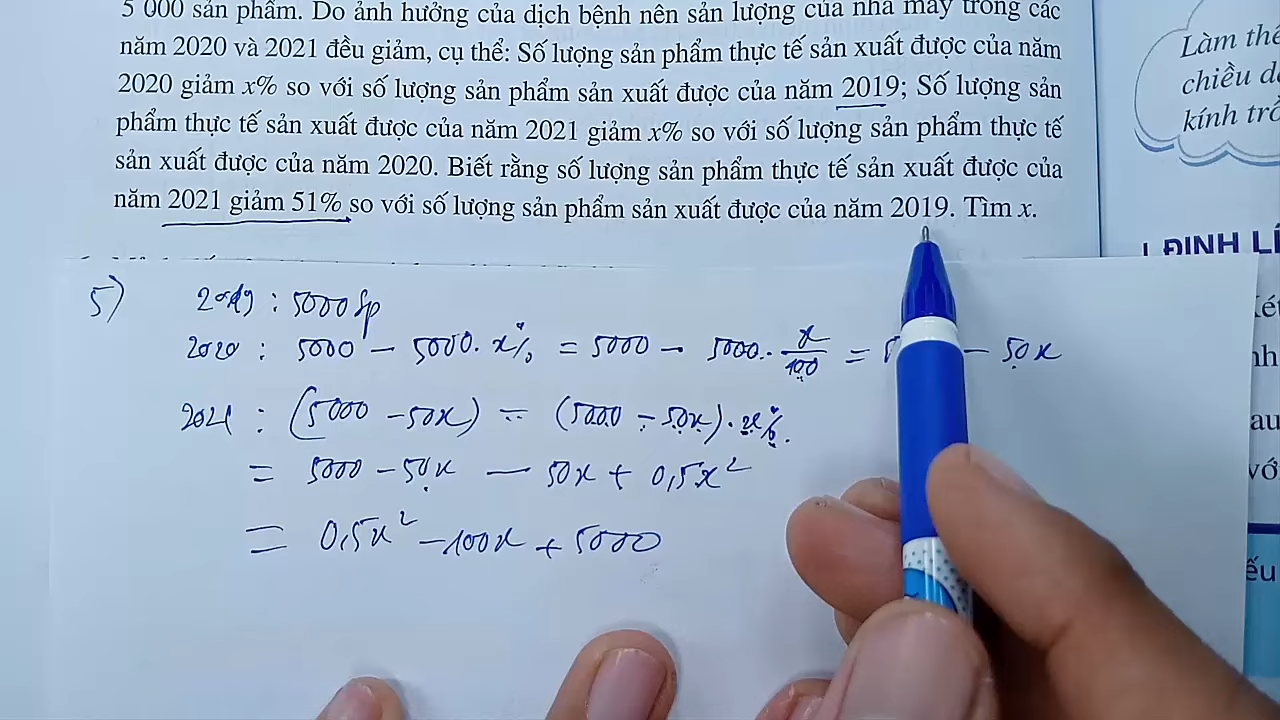 5 000 sản phẩm. Do ảnh hưởng của dịch bệnh nên sản lượng của nhà máy trong các
năm 2020 và 2021 đều giảm, cụ thể: Số lượng sản phẩm thực tế sản xuất được của năm
2020 giảm x% so với số lượng sản phẩm sản xuất được của năm 2019; Số lượng sản
phẩm thực tế sản xuất được của năm 2021 giảm x% so với số lượng sản phẩm thực tế
sản xuất được của năm 2020. Biết rằng số lượng sản phẩm thực tế sản xuất được của
năm 2021 giảm 51% so với số lượng sản phẩm sản xuất được của năm 2019. Tìm x.
Làm thế
chiều d
kính trò
I ĐỊNH LÍ
5) 2019 : 5000 sp
2020 : 5000 – 5000. x% = 5000 – 5000. x/100 = – 50x
2021 : (5000 – 50x) – (5000 – 50x) . x%.
= 5000 – 50x – 50x + 0,5x²
= 0,5x² – 100x + 5000